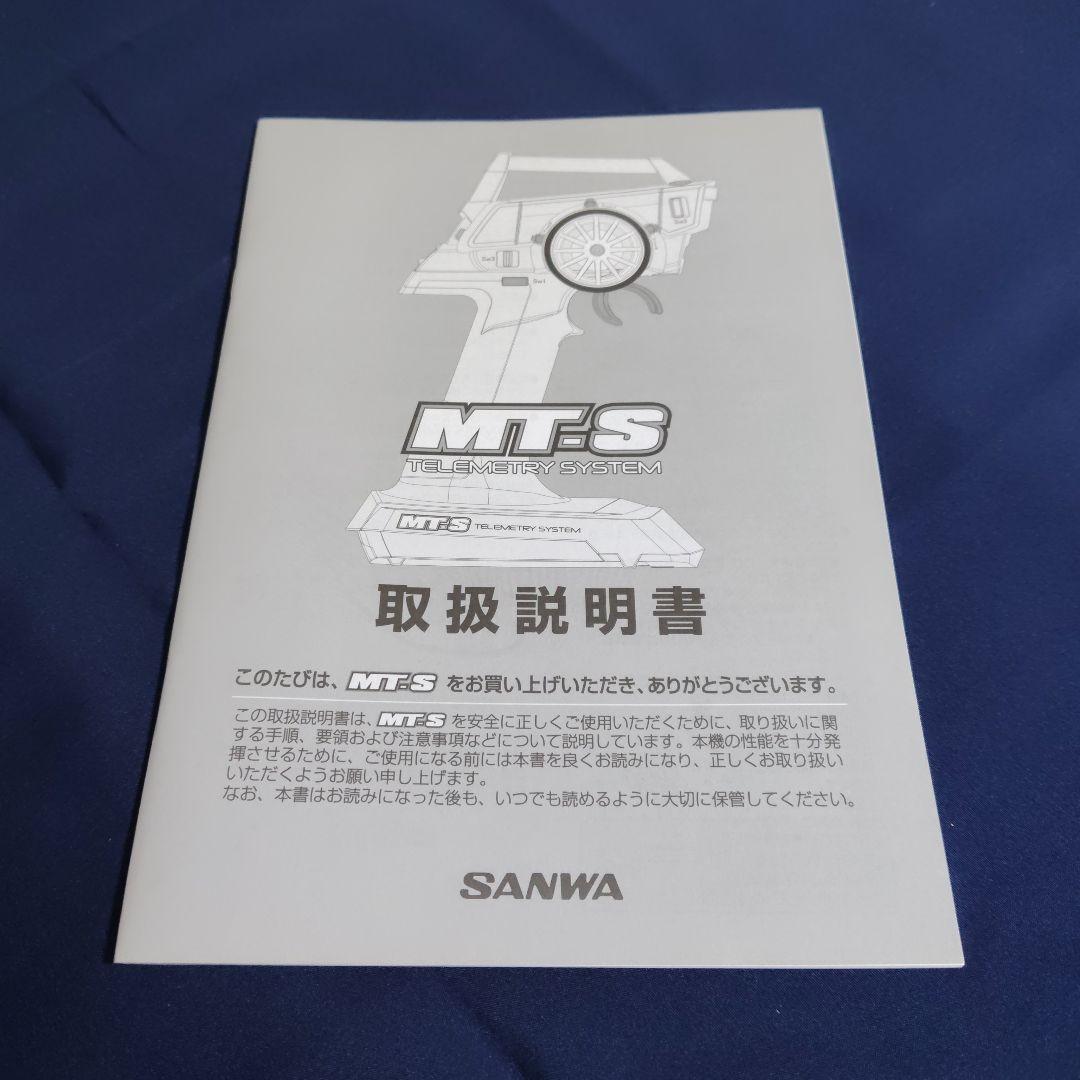 Sw2
Sw3
Sw1
MT-S
TELEMETRY SYSTEM
MT-S TELEMETRY SYSTEM
取扱説明書
このたびは、MT-S をお買い上げいただき、ありがとうございます。
この取扱説明書は、MT-S を安全に正しくご使用いただくために、取り扱いに関
する手順、要領および注意事項などについて説明しています。本機の性能を十分発
揮させるために、ご使用になる前には本書を良くお読みになり、正しくお取り扱い
いただくようお願い申し上げます。
なお、本書はお読みになった後も、いつでも読めるように大切に保管してください。
SANWA